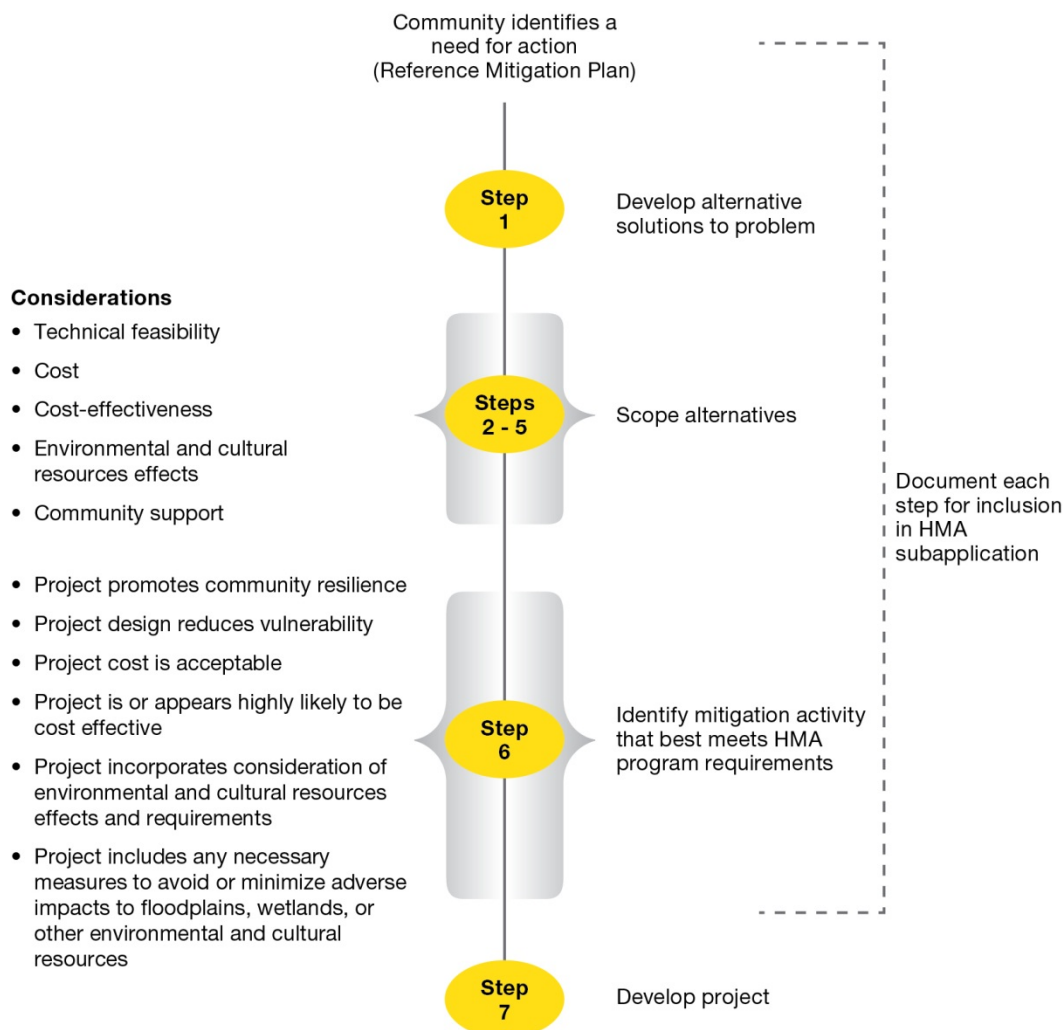 Community identifies a
need for action
(Reference Mitigation Plan)
Step
1
Develop alternative
solutions to problem
Considerations
• Technical feasibility
• Cost
• Cost-effectiveness
• Environmental and cultural
resources effects
• Community support
Steps
2 - 5
Scope alternatives
Document each
step for inclusion
in HMA
subapplication
• Project promotes community resilience
• Project design reduces vulnerability
• Project cost is acceptable
• Project is or appears highly likely to be
cost effective
• Project incorporates consideration of
environmental and cultural resources
effects and requirements
• Project includes any necessary
measures to avoid or minimize adverse
impacts to floodplains, wetlands, or
other environmental and cultural
resources
Step
6
Identify mitigation activity
that best meets HMA
program requirements
Step
7
Develop project